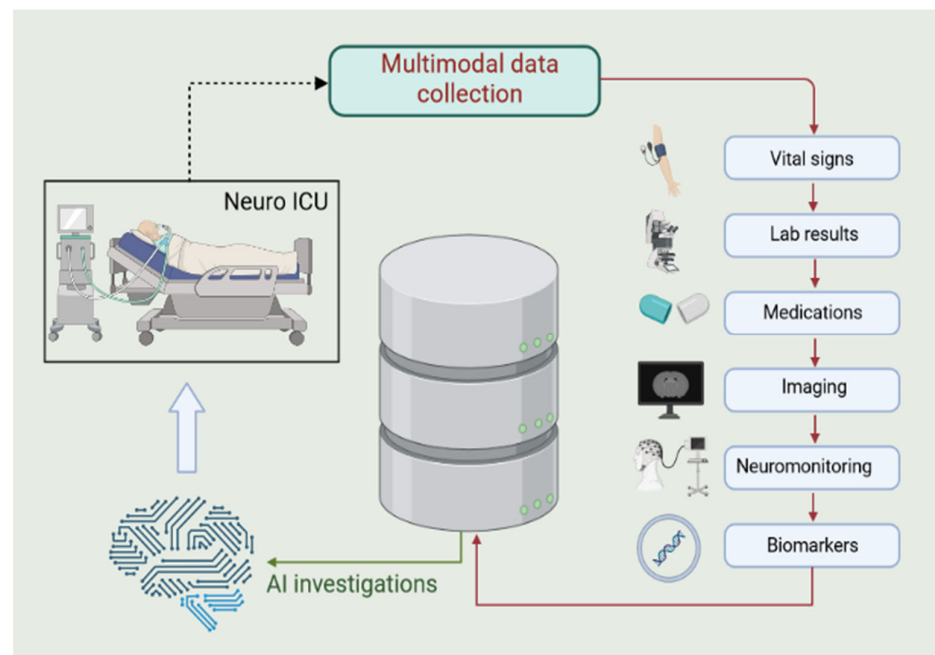 Multimodal data
collection
Neuro ICU
Vital signs
Lab results
Medications
Imaging
Neuromonitoring
Biomarkers
AI investigations